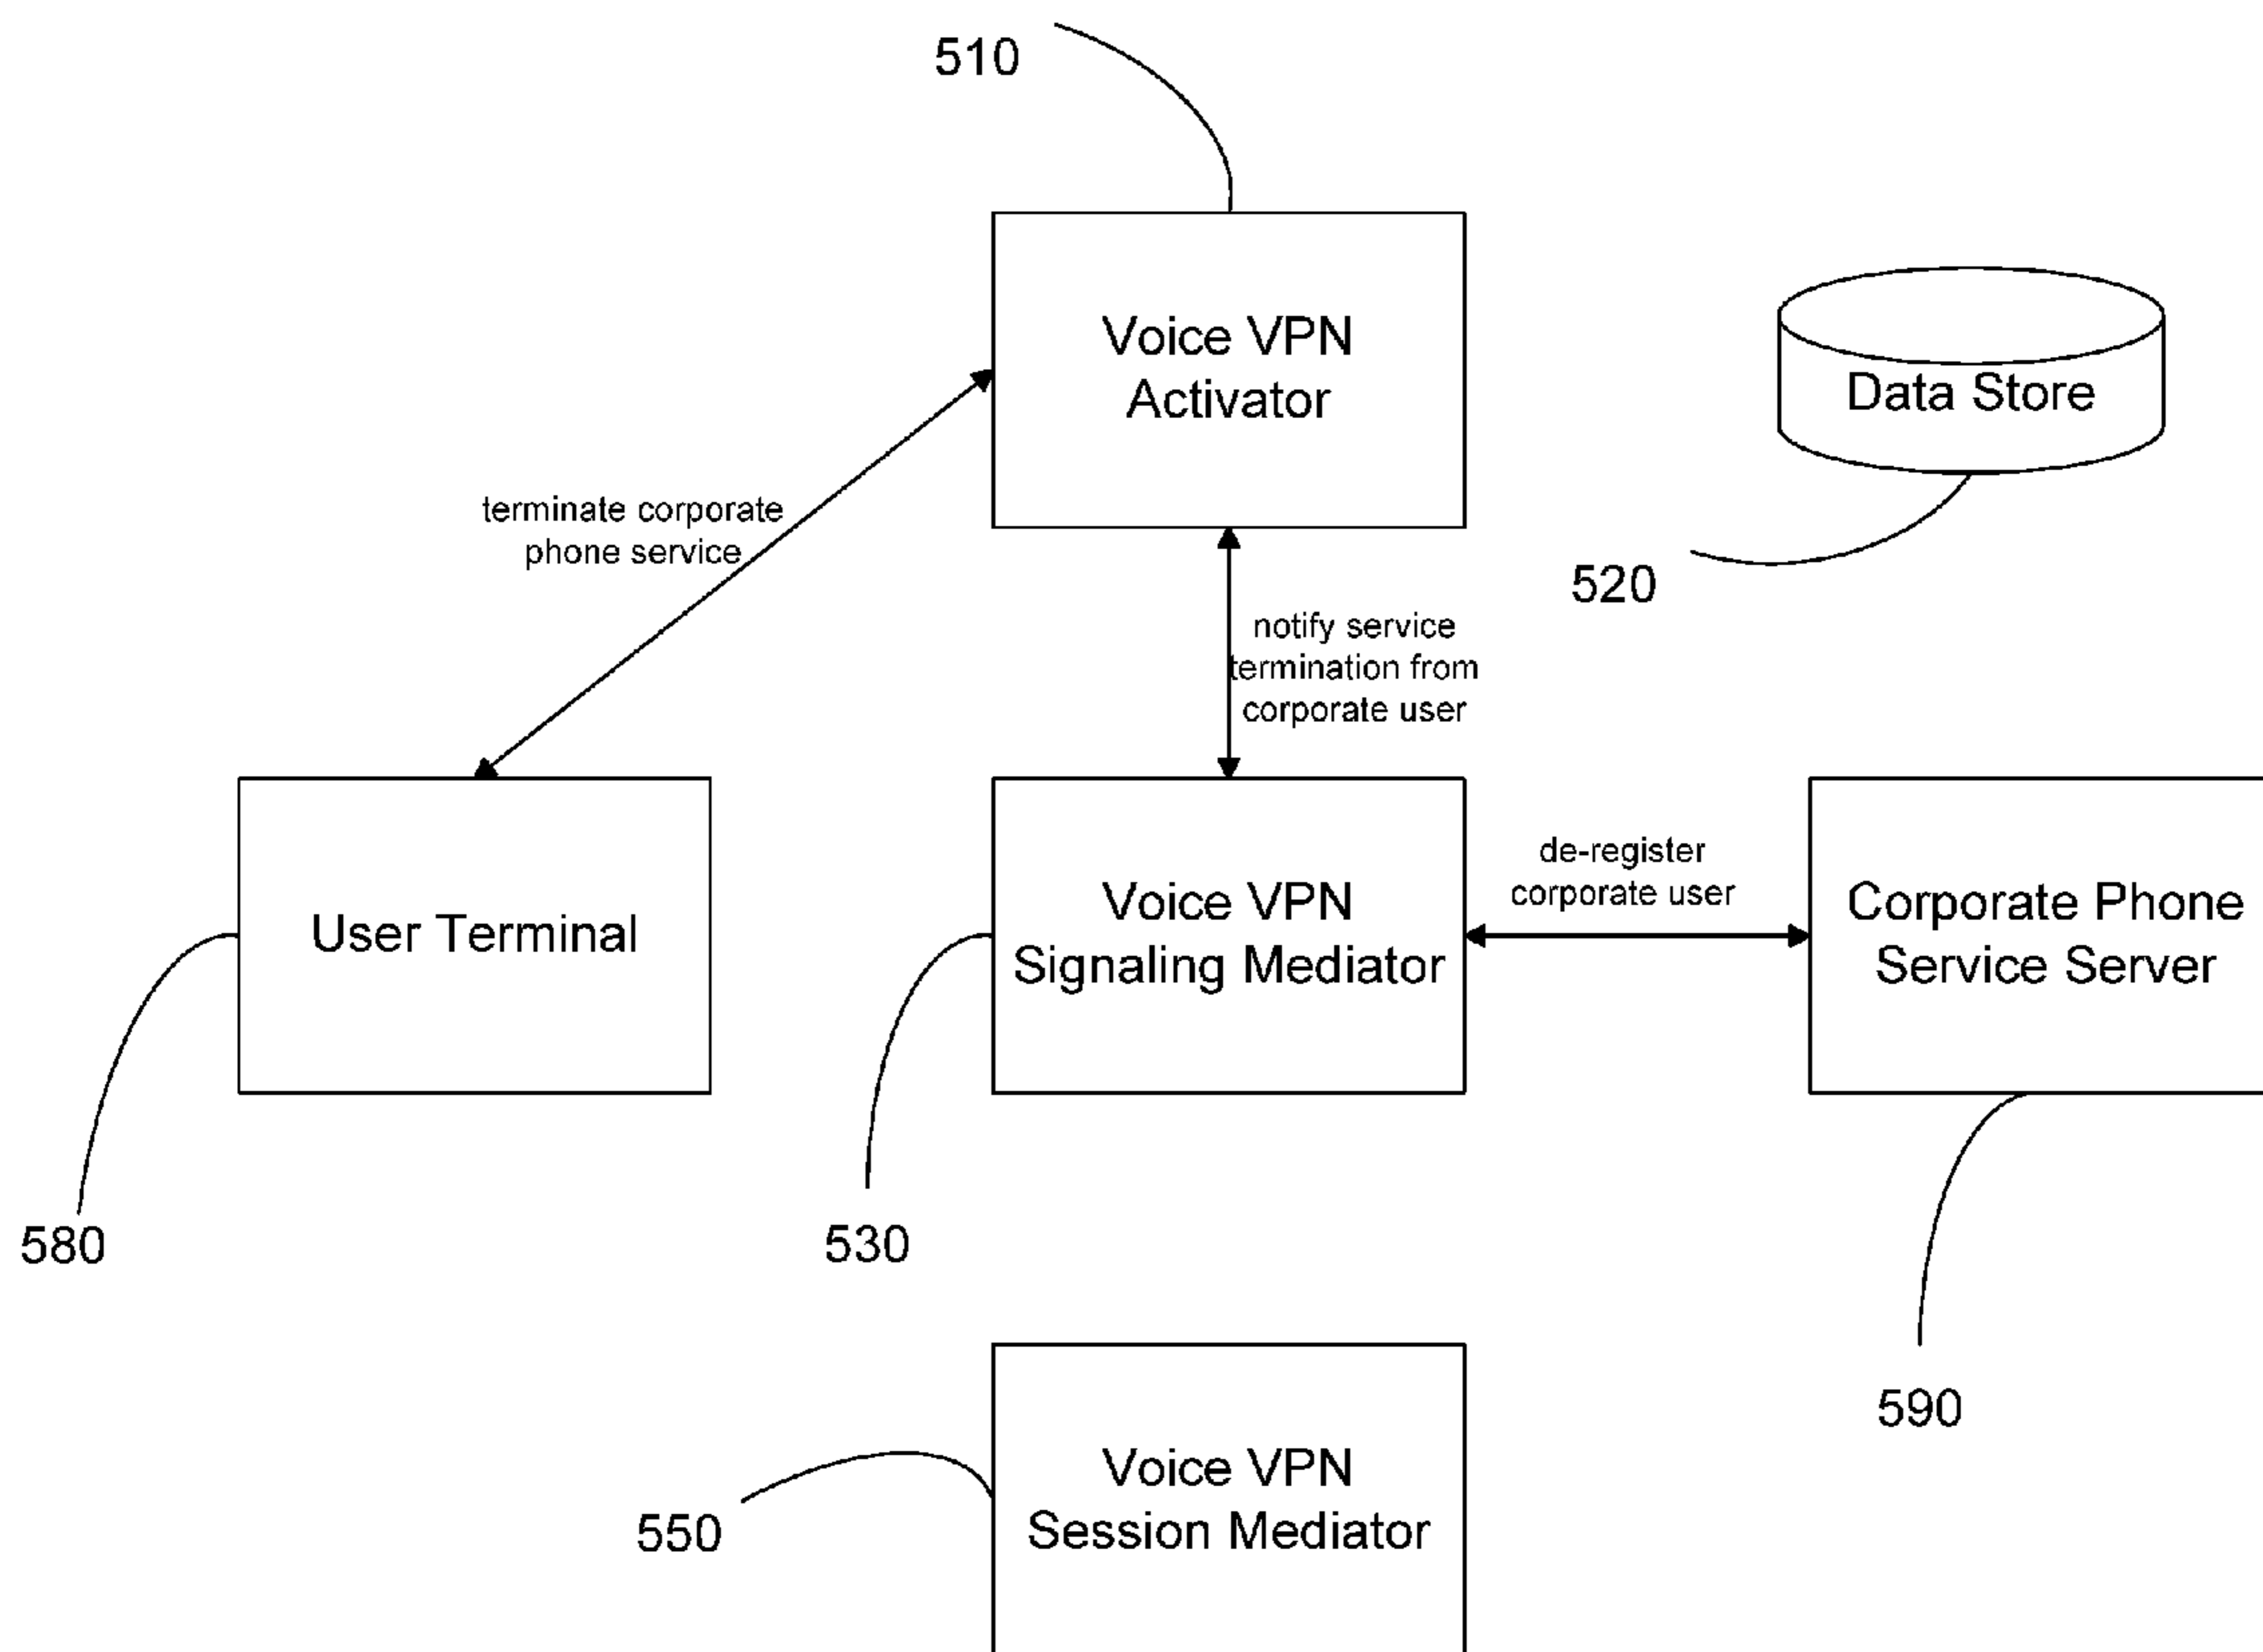 510
Voice VPN
Activator
Data Store
520
terminate corporate
phone service
notify service
termination from
corporate user
User Terminal
Voice VPN
Signaling Mediator
de-register
corporate user
Corporate Phone
Service Server
580
530
590
Voice VPN
Session Mediator
550